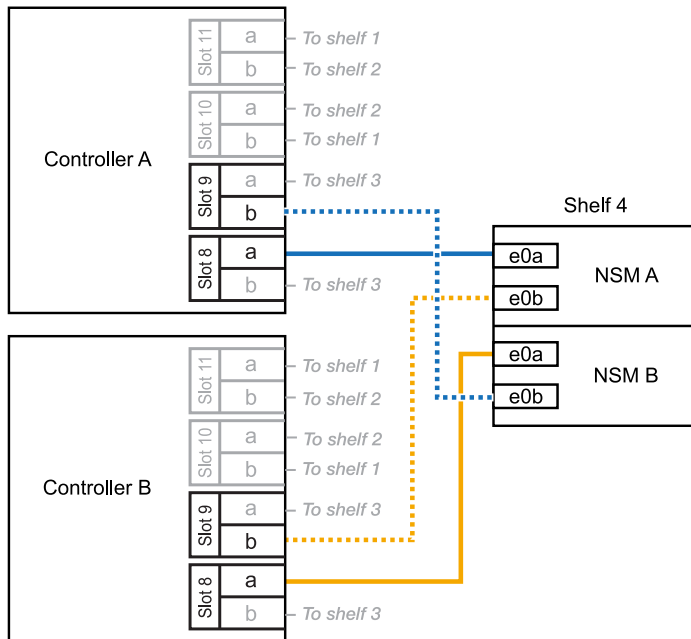 Controller A
Slot 11
a
To shelf 1
b
To shelf 2
Slot 10
a
To shelf 2
b
To shelf 1
Slot 9
a
To shelf 3
b
Slot 8
a
b
To shelf 3
Shelf 4
e0a
NSM A
e0b
e0a
NSM B
e0b
Controller B
Slot 11
a
To shelf 1
b
To shelf 2
Slot 10
a
To shelf 2
b
To shelf 1
Slot 9
a
To shelf 3
b
Slot 8
a
b
To shelf 3